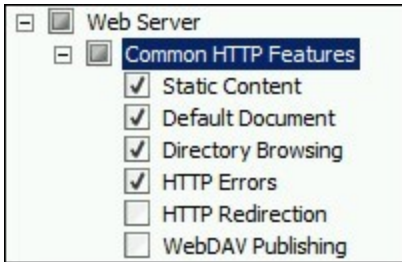 Web Server
Common HTTP Features
Static Content
Default Document
Directory Browsing
HTTP Errors
HTTP Redirection
WebDAV Publishing